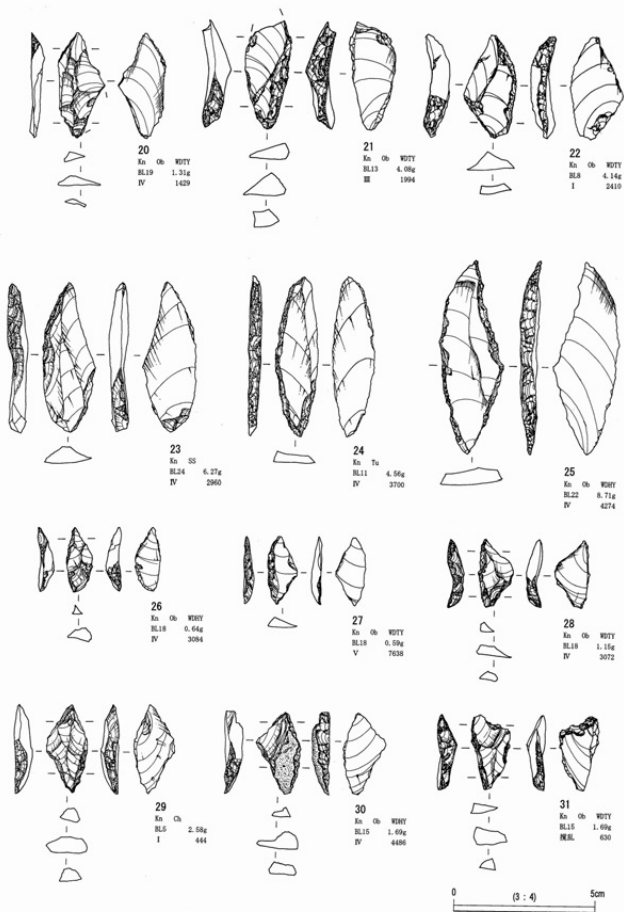 20
Kn Ob WDTY
BL19 1.31g
Ⅳ 1429
21
Kn Ob WDTY
BL13 4.08g
Ⅲ 1994
22
Kn Ob WDTY
BL8 4.14g
Ⅰ 2410
23
Kn SS
BL24 6.27g
Ⅳ 2960
24
Kn Tu
BL11 4.56g
Ⅳ 3700
25
Kn Ob WDHY
BL22 8.71g
Ⅳ 4274
26
Kn Ob WDHY
BL18 0.64g
Ⅳ 3084
27
Kn Ob WDTY
BL18 0.59g
Ⅴ 7638
28
Kn Ob WDTY
BL18 1.15g
Ⅳ 3072
29
Kn Ch
BL5 2.58g
Ⅰ 444
30
Kn Ob WDHY
BL15 1.69g
Ⅳ 4486
31
Kn Ob WDTY
BL15 1.69g
630
0 (3 : 4) 5cm